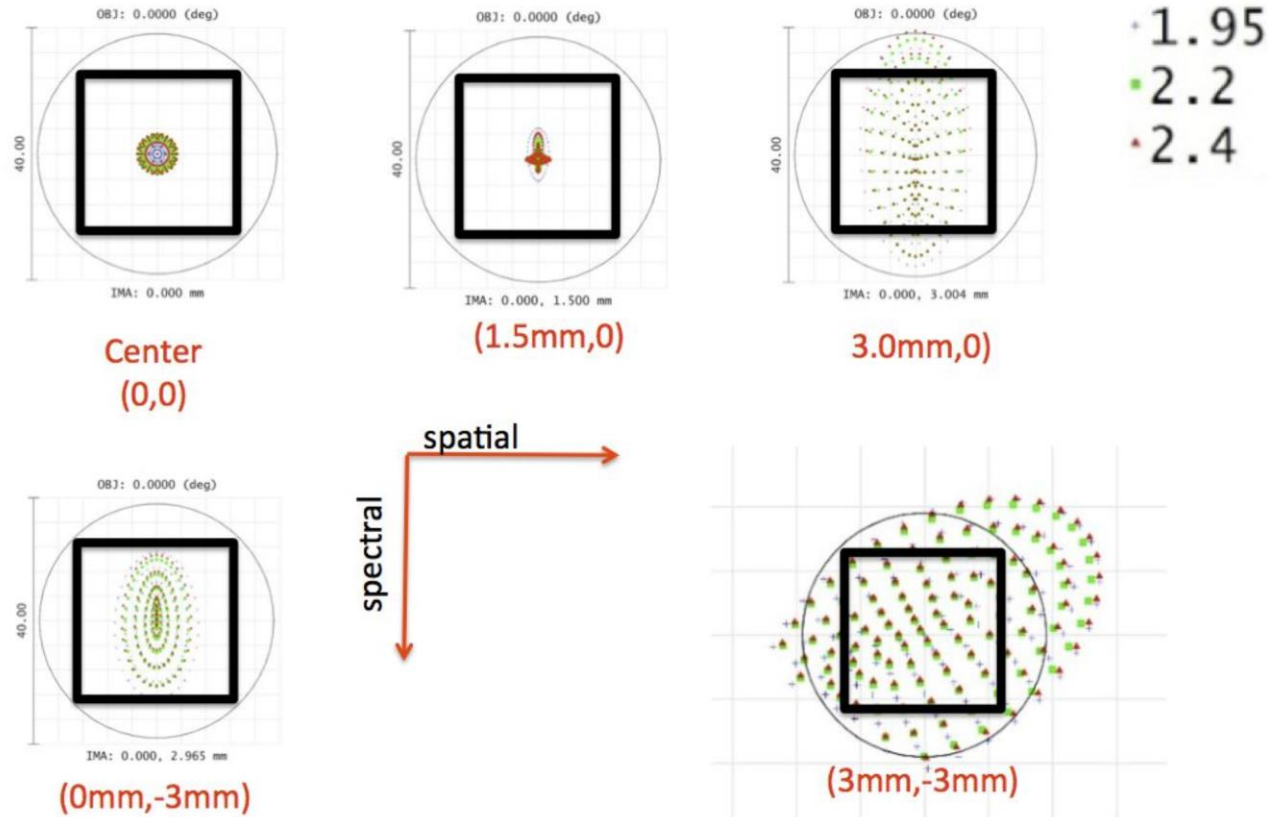 OBJ: 0.0000 (deg)
40.00
IMA: 0.000 mm
Center
(0,0)
OBJ: 0.0000 (deg)
40.00
IMA: 0.000, 1.500 mm
(1.5mm,0)
OBJ: 0.0000 (deg)
40.00
IMA: 0.000, 3.004 mm
3.0mm,0)
1.95
2.2
2.4
OBJ: 0.0000 (deg)
40.00
IMA: 0.000, 2.965 mm
(0mm,-3mm)
spatial
spectral
(3mm,-3mm)